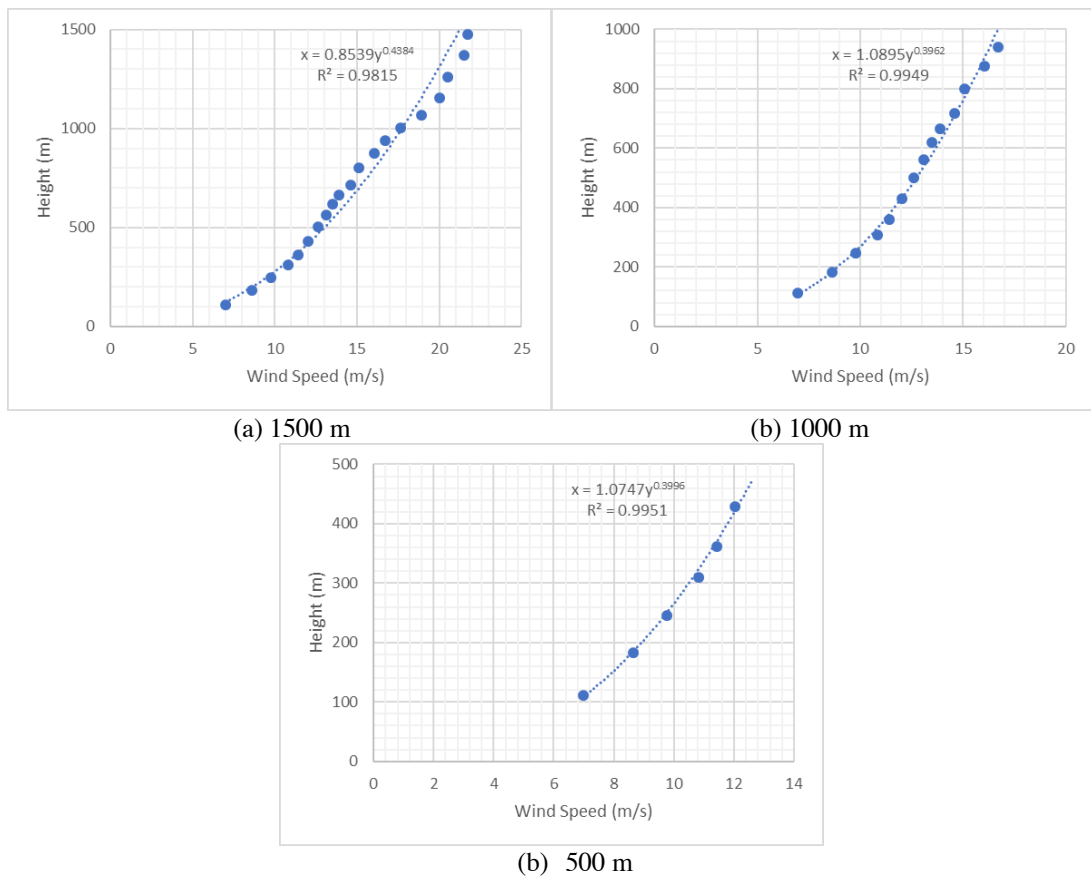 1500
1000
500
0
Height (m)
x = 0.8539y^0.4384
R² = 0.9815
0 5 10 15 20 25
Wind Speed (m/s)
(a) 1500 m
1000
800
600
400
200
0
Height (m)
x = 1.0895y^0.3962
R² = 0.9949
0 5 10 15 20
Wind Speed (m/s)
(b) 1000 m
500
400
300
200
100
0
Height (m)
x = 1.0747y^0.3996
R² = 0.9951
0 2 4 6 8 10 12 14
Wind Speed (m/s)
(b) 500 m